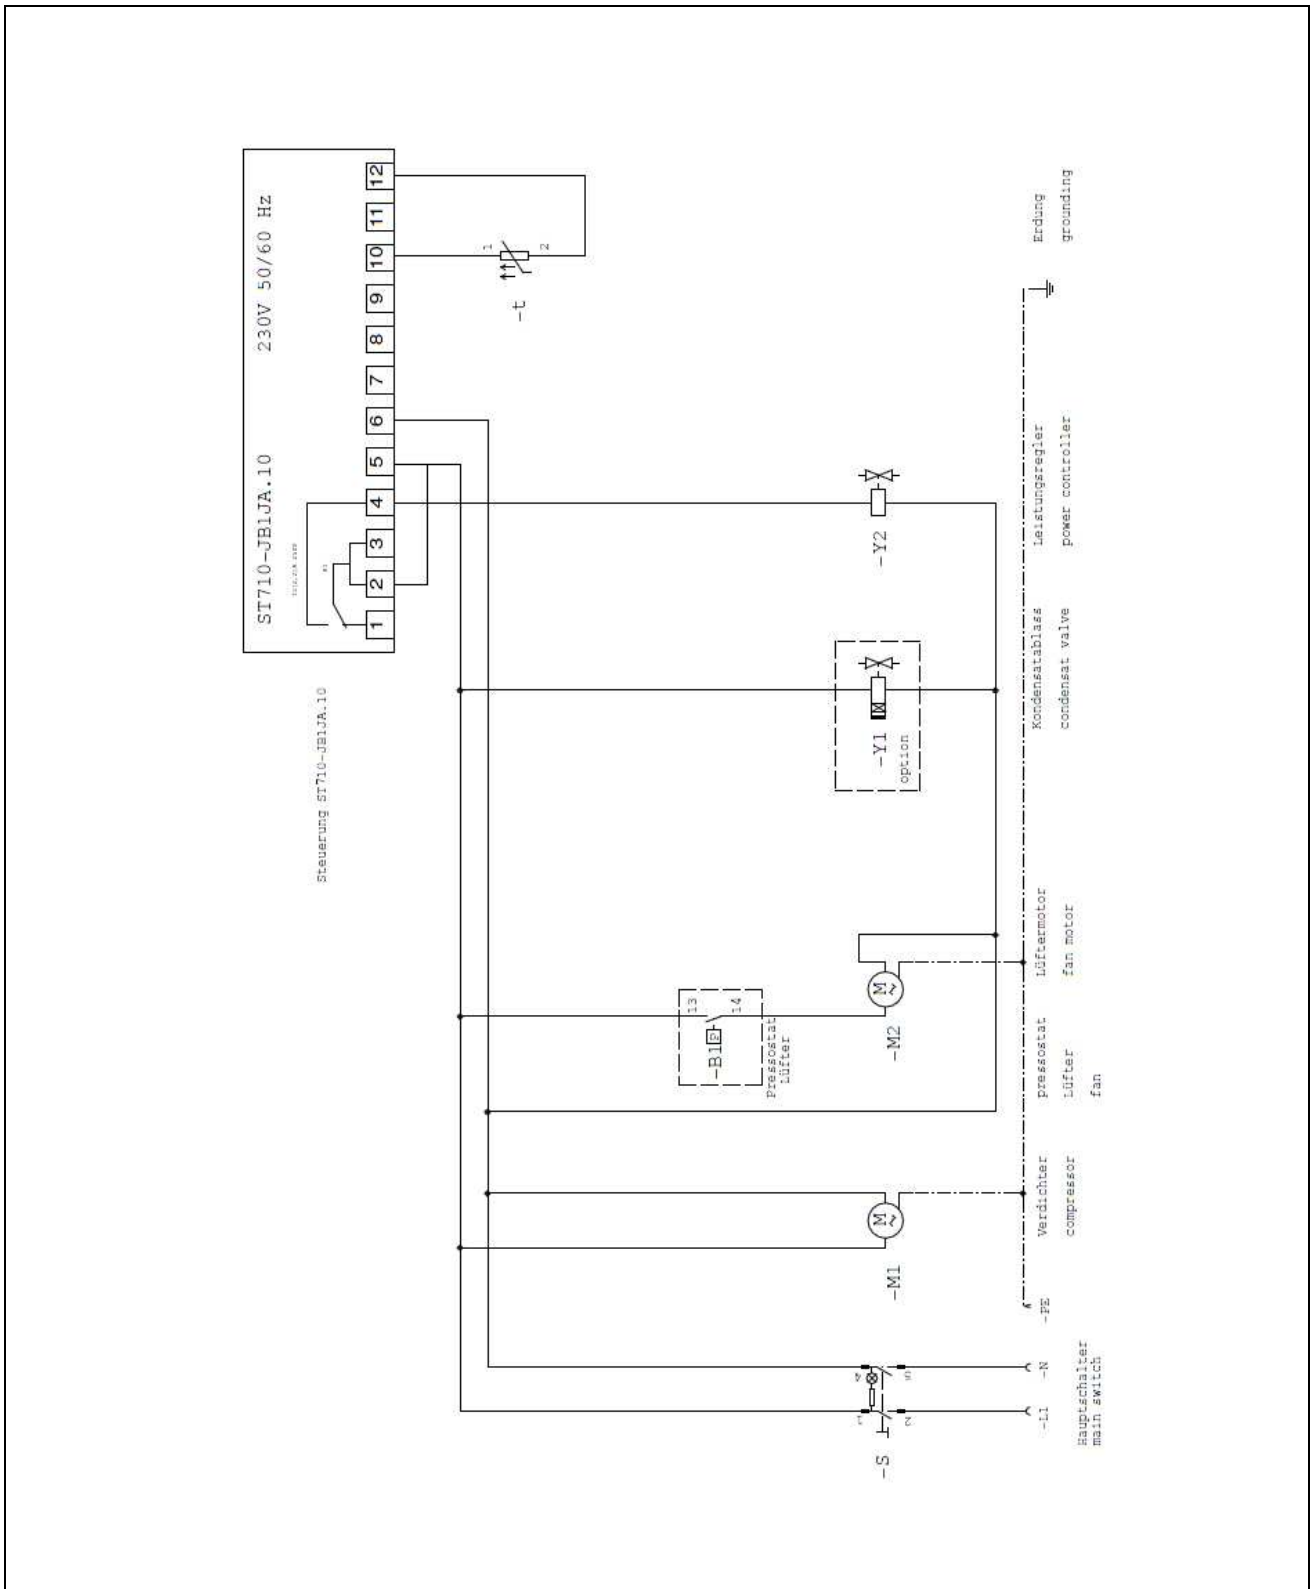 ST710-JB1JA.10
230V 50/60 Hz
1
2
3
4
5
6
7
8
9
10
11
12
Steuerung ST710-JB1JA.10
-t
1
2
13
14
P
-B1
Pressostat
Lüfter
-S
-M1
M
~
-M2
M
~
-Y1
option
-Y2
-L1
-N
-PE
Hauptschalter
main switch
Verdichter
compressor
pressostat
Lüfter
fan
Lüftermotor
fan motor
Kondensatablass
condensat valve
Leistungsregler
power controller
Erdung
grounding